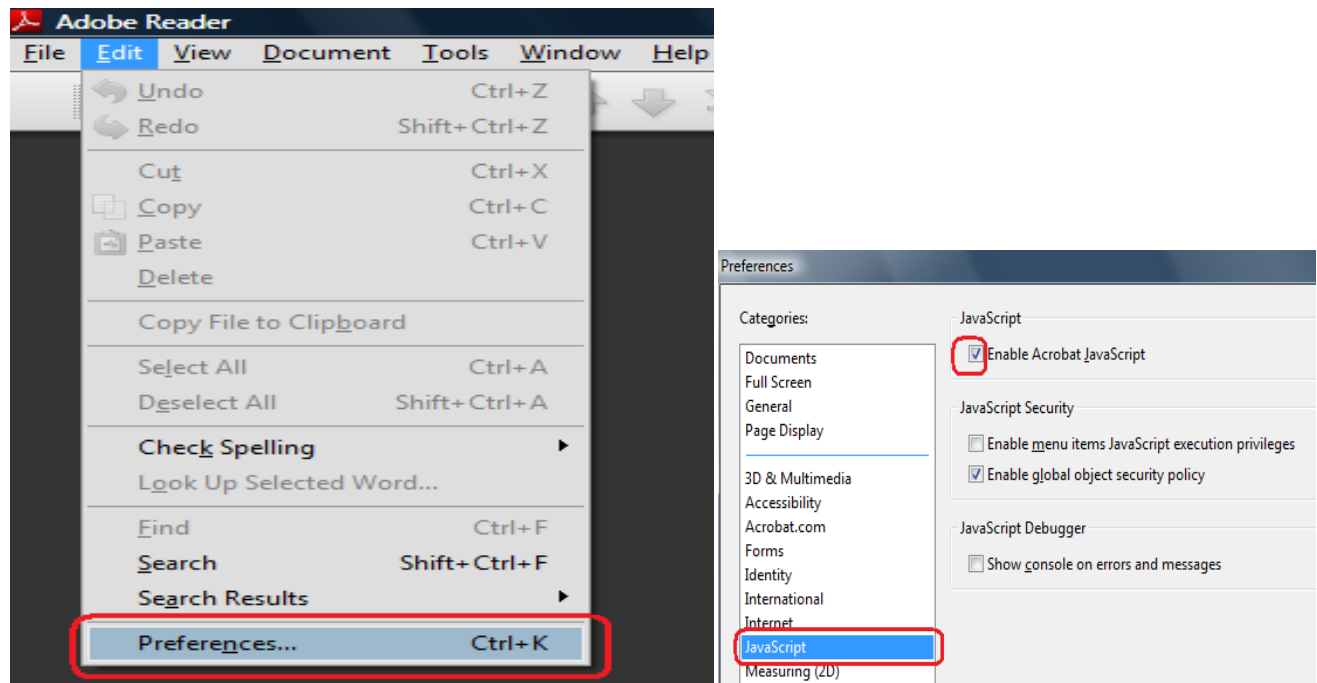 Adobe Reader
File Edit View Document Tools Window Help
Undo Ctrl+Z
Redo Shift+Ctrl+Z
Cut Ctrl+X
Copy Ctrl+C
Paste Ctrl+V
Delete
Copy File to Clipboard
Select All Ctrl+A
Deselect All Shift+Ctrl+A
Check Spelling
Look Up Selected Word...
Find Ctrl+F
Search Shift+Ctrl+F
Search Results
Preferences... Ctrl+K
Preferences
Categories:
Documents
Full Screen
General
Page Display
3D & Multimedia
Accessibility
Acrobat.com
Forms
Identity
International
Internet
JavaScript
Measuring (2D)
JavaScript
Enable Acrobat JavaScript
JavaScript Security
Enable menu items JavaScript execution privileges
Enable global object security policy
JavaScript Debugger
Show console on errors and messages